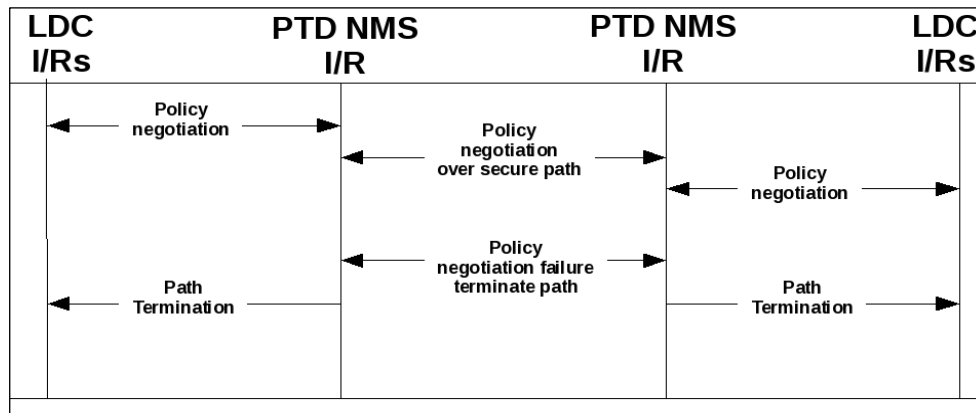 LDC
I/Rs
PTD NMS
I/R
PTD NMS
I/R
LDC
I/Rs
Policy
negotiation
Policy
negotiation
over secure path
Policy
negotiation
Policy
negotiation failure
terminate path
Path
Termination
Path
Termination